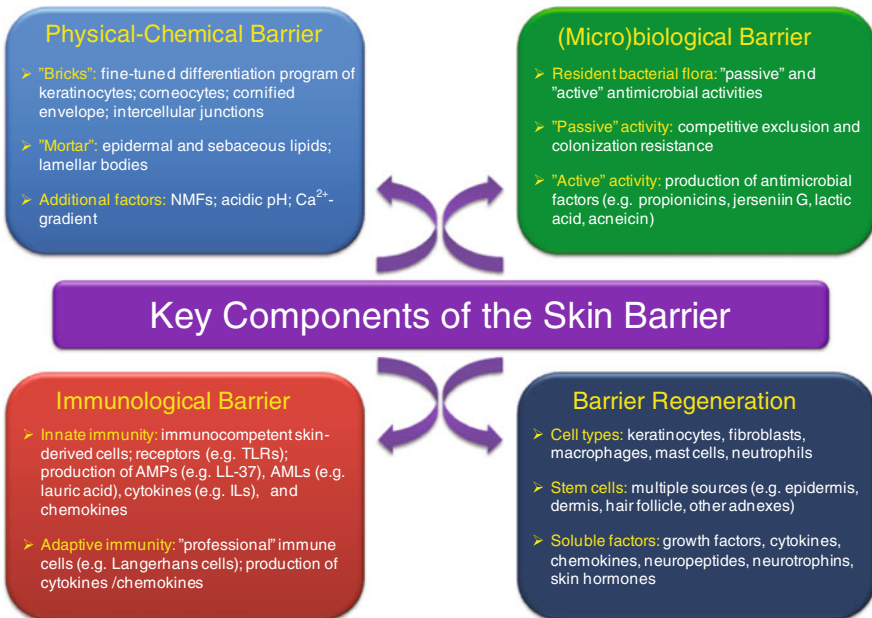 Physical-Chemical Barrier
➢ ”Bricks”: fine-tuned differentiation program of
keratinocytes; corneocytes; cornified
envelope; intercellular junctions
➢ ”Mortar”: epidermal and sebaceous lipids;
lamellar bodies
➢ Additional factors: NMFs; acidic pH; Ca²⁺-
gradient
(Micro)biological Barrier
➢ Resident bacterial flora: ”passive” and
”active” antimicrobial activities
➢ ”Passive” activity: competitive exclusion and
colonization resistance
➢ ”Active” activity: production of antimicrobial
factors (e.g. propionicins, jerseniin G, lactic
acid, acneicin)
Key Components of the Skin Barrier
Immunological Barrier
➢ Innate immunity: immunocompetent skin-
derived cells; receptors (e.g. TLRs);
production of AMPs (e.g. LL-37), AMLs (e.g.
lauric acid), cytokines (e.g. ILs), and
chemokines
➢ Adaptive immunity: ”professional” immune
cells (e.g. Langerhans cells); production of
cytokines /chemokines
Barrier Regeneration
➢ Cell types: keratinocytes, fibroblasts,
macrophages, mast cells, neutrophils
➢ Stem cells: multiple sources (e.g. epidermis,
dermis, hair follicle, other adnexes)
➢ Soluble factors: growth factors, cytokines,
chemokines, neuropeptides, neurotrophins,
skin hormones